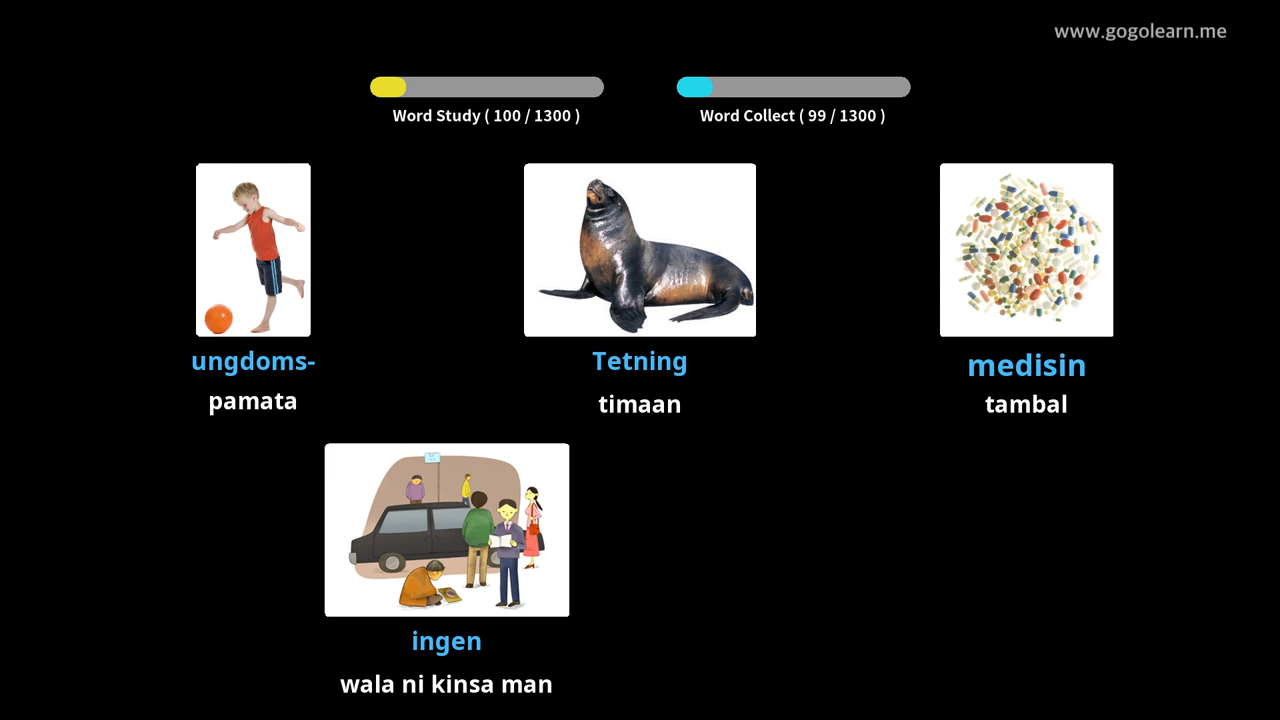 www.gogolearn.me
Word Study ( 100 / 1300 )
Word Collect ( 99 / 1300 )
ungdoms-
pamata
Tetning
timaan
medisin
tambal
ingen
wala ni kinsa man